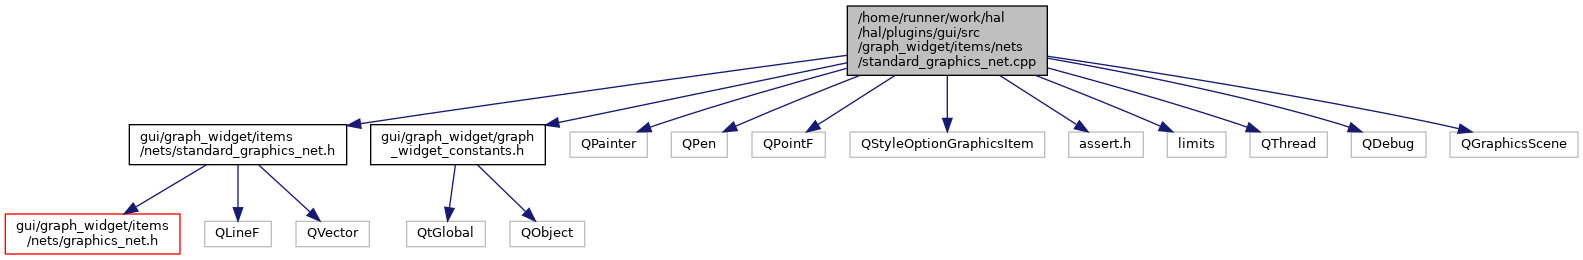 /home/runner/work/hal
/hal/plugins/gui/src
/graph_widget/items/nets
/standard_graphics_net.cpp
gui/graph_widget/items
/nets/standard_graphics_net.h
gui/graph_widget/graph
_widget_constants.h
QPainter
QPen
QPointF
QStyleOptionGraphicsItem
assert.h
limits
QThread
QDebug
QGraphicsScene
gui/graph_widget/items
/nets/graphics_net.h
QLineF
QVector
QtGlobal
QObject